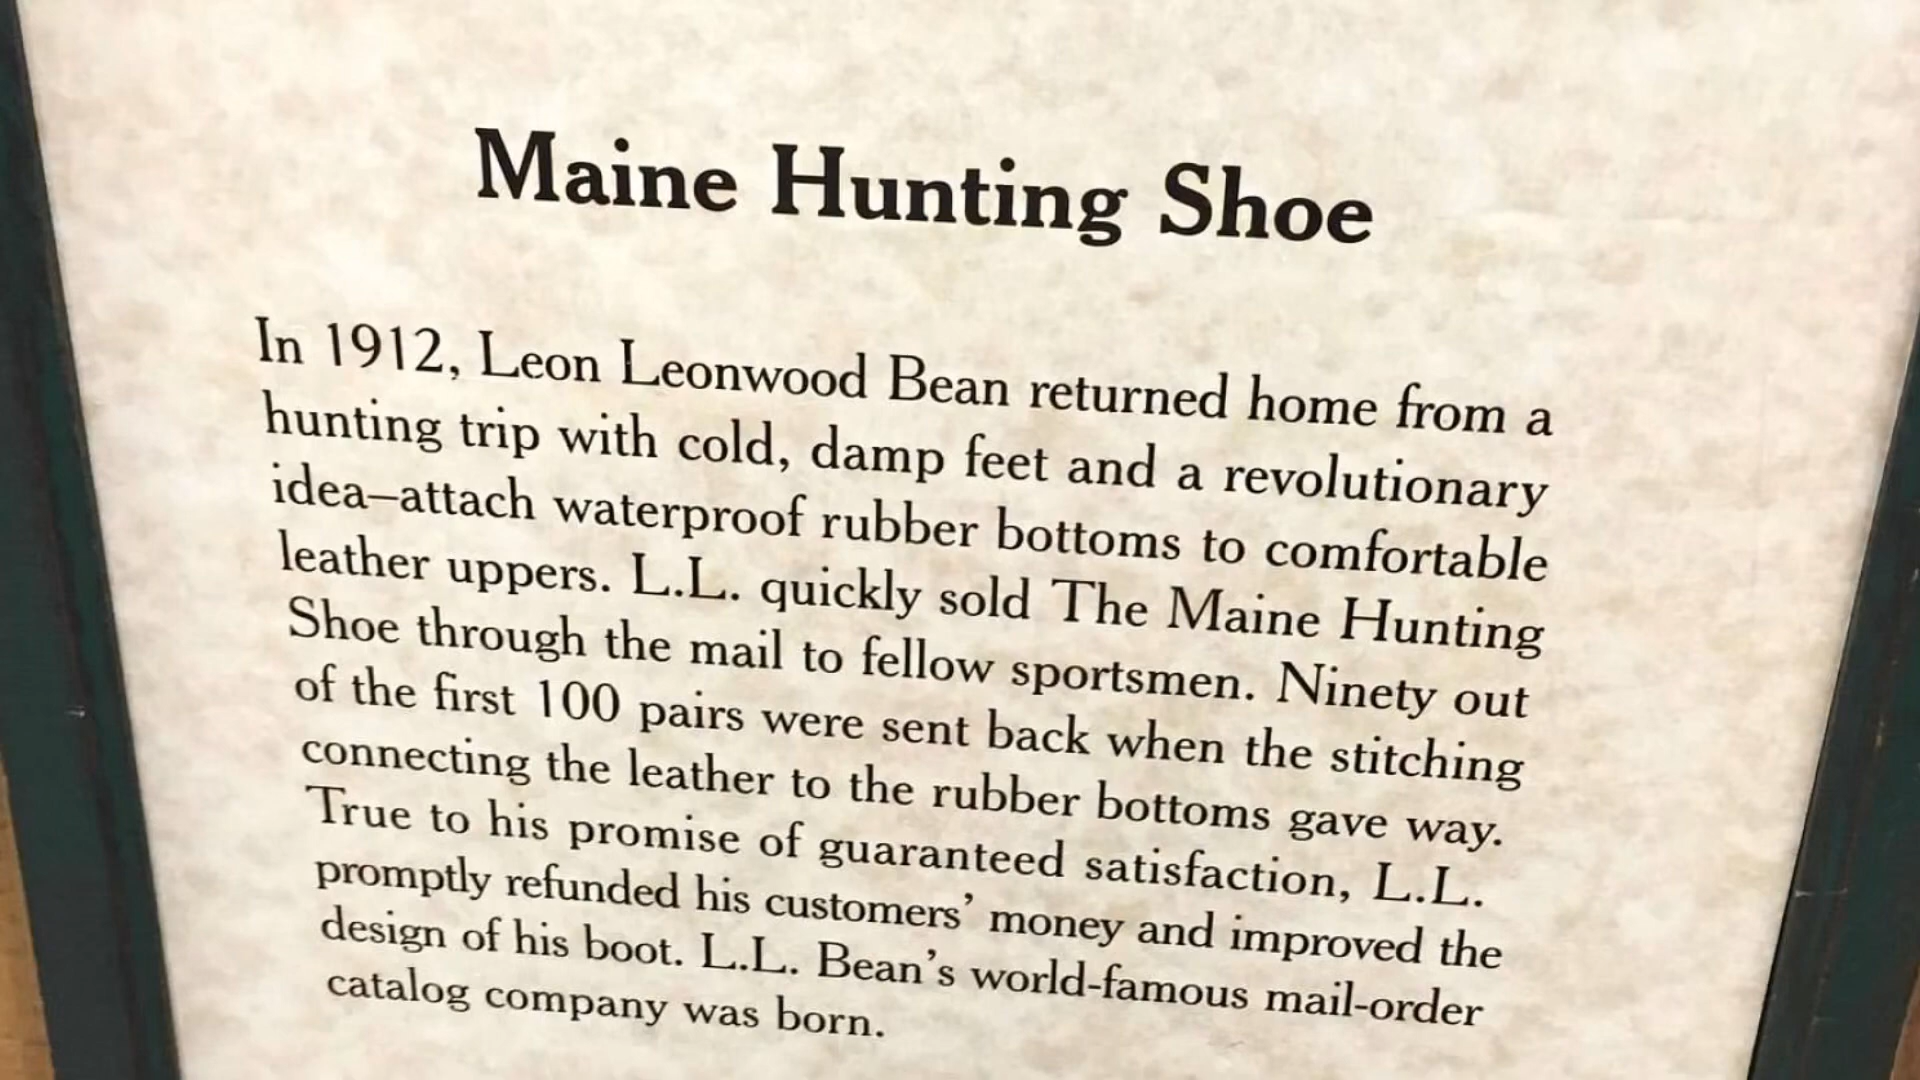 Maine Hunting Shoe
In 1912, Leon Leonwood Bean returned home from a
hunting trip with cold, damp feet and a revolutionary
idea–attach waterproof rubber bottoms to comfortable
leather uppers. L.L. quickly sold The Maine Hunting
Shoe through the mail to fellow sportsmen. Ninety out
of the first 100 pairs were sent back when the stitching
connecting the leather to the rubber bottoms gave way.
True to his promise of guaranteed satisfaction, L.L.
promptly refunded his customers’ money and improved the
design of his boot. L.L. Bean’s world-famous mail-order
catalog company was born.